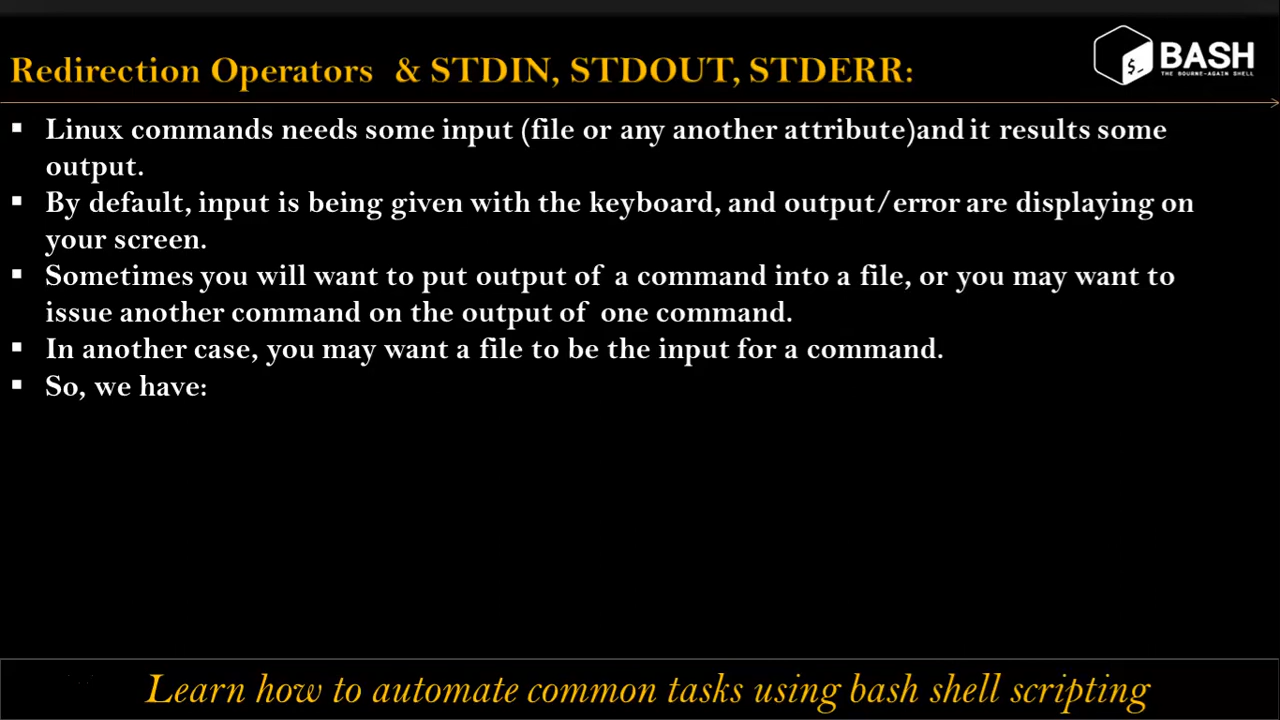 Redirection Operators & STDIN, STDOUT, STDERR:
$_
BASH
THE BOURNE-AGAIN SHELL
▪ Linux commands needs some input (file or any another attribute)and it results some
output.
▪ By default, input is being given with the keyboard, and output/error are displaying on
your screen.
▪ Sometimes you will want to put output of a command into a file, or you may want to
issue another command on the output of one command.
▪ In another case, you may want a file to be the input for a command.
▪ So, we have:
Learn how to automate common tasks using bash shell scripting